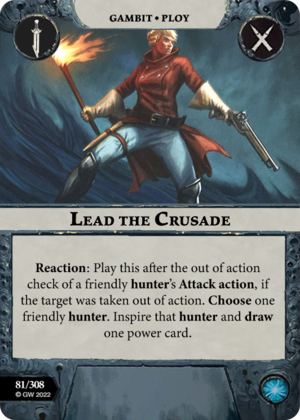 GAMBIT • PLOY
LEAD THE CRUSADE
Reaction: Play this after the out of action
check of a friendly hunter's Attack action, if
the target was taken out of action. Choose one
friendly hunter. Inspire that hunter and draw
one power card.
81/308
© GW 2022